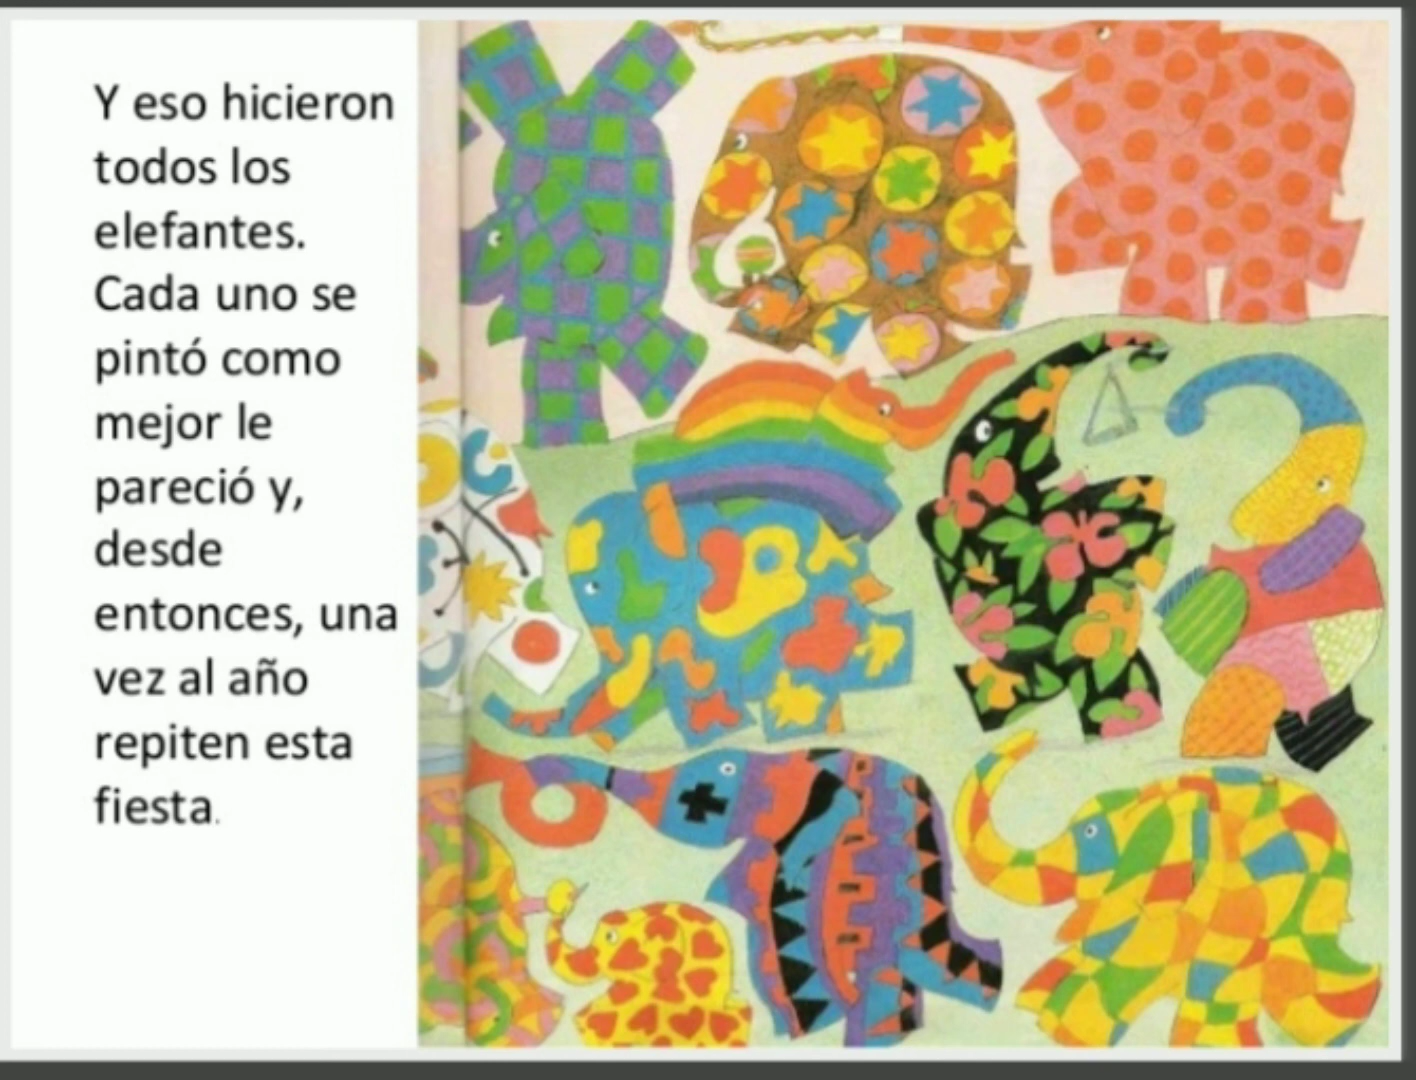 Y eso hicieron
todos los
elefantes.
Cada uno se
pintó como
mejor le
pareció y,
desde
entonces, una
vez al año
repiten esta
fiesta.